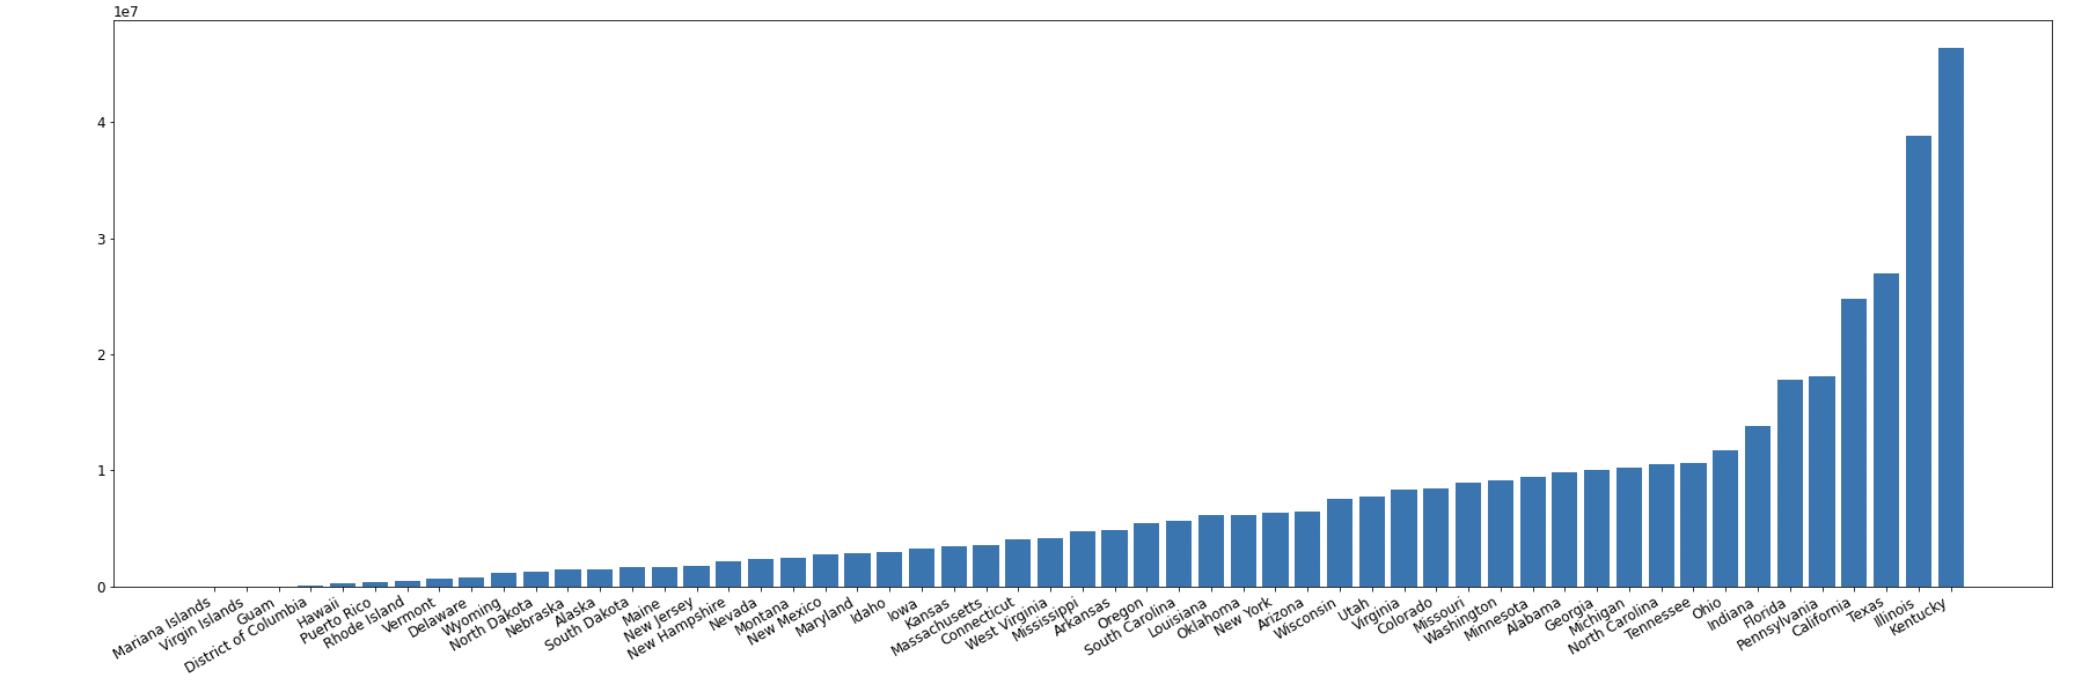 1e7
4
3
2
1
0
Mariana Islands
Virgin Islands
Guam
District of Columbia
Hawaii
Puerto Rico
Rhode Island
Vermont
Delaware
Wyoming
North Dakota
Nebraska
Alaska
South Dakota
Maine
New Jersey
New Hampshire
Nevada
Montana
New Mexico
Maryland
Idaho
Iowa
Kansas
Massachusetts
Connecticut
West Virginia
Mississippi
Arkansas
Oregon
South Carolina
Louisiana
Oklahoma
New York
Arizona
Wisconsin
Utah
Virginia
Colorado
Missouri
Washington
Minnesota
Alabama
Georgia
Michigan
North Carolina
Tennessee
Ohio
Indiana
Florida
Pennsylvania
California
Texas
Illinois
Kentucky